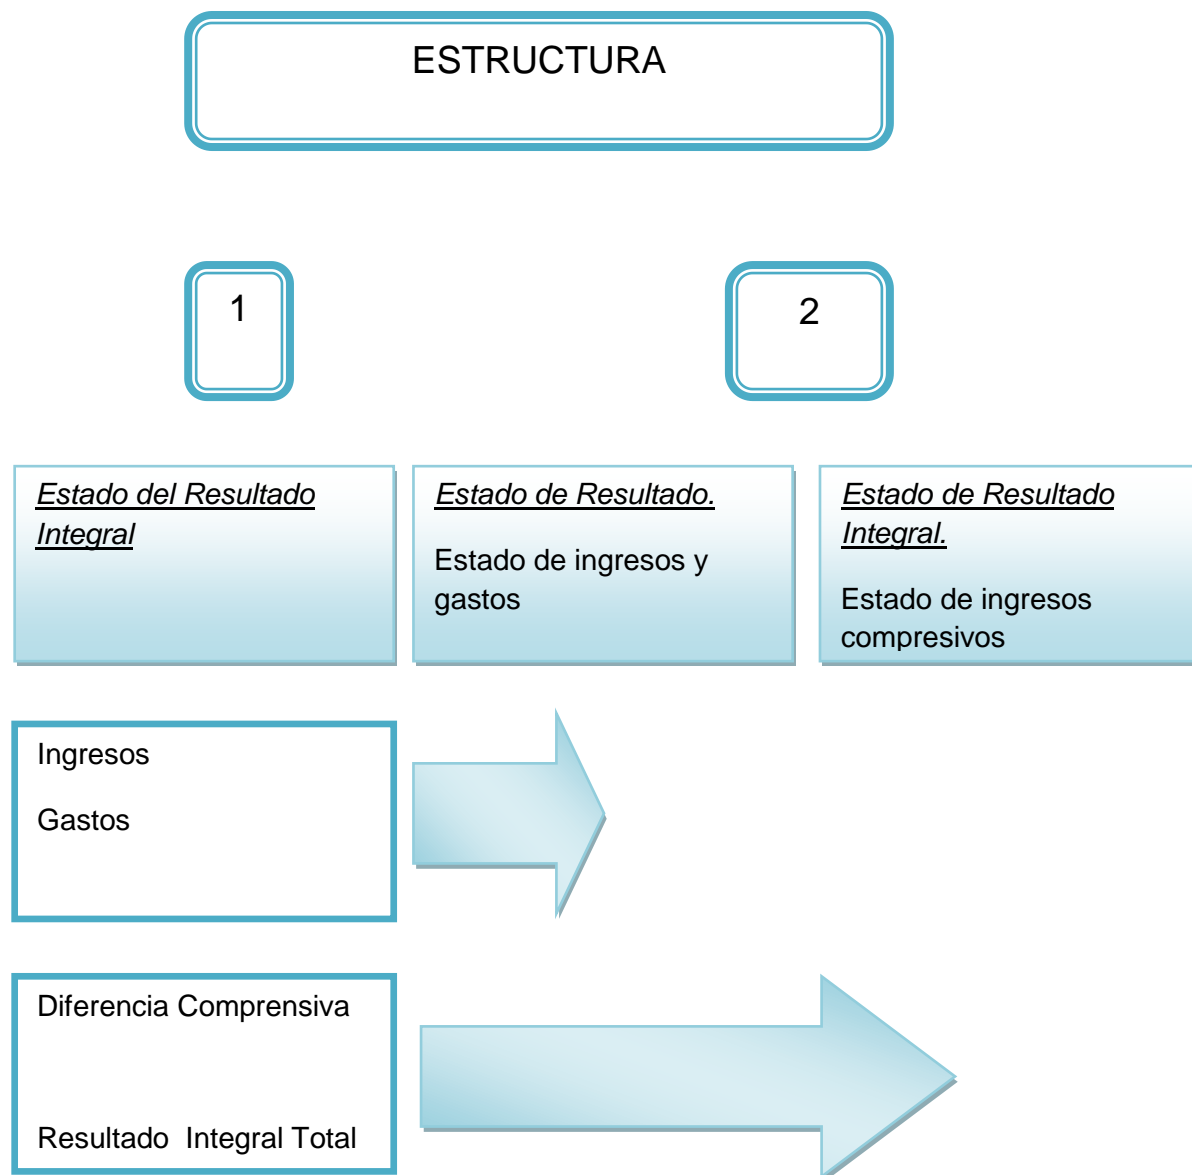 ESTRUCTURA
1
2
Estado del Resultado
Integral
Estado de Resultado.
Estado de ingresos y
gastos
Estado de Resultado
Integral.
Estado de ingresos
compresivos
Ingresos
Gastos
Diferencia Comprensiva
Resultado  Integral Total